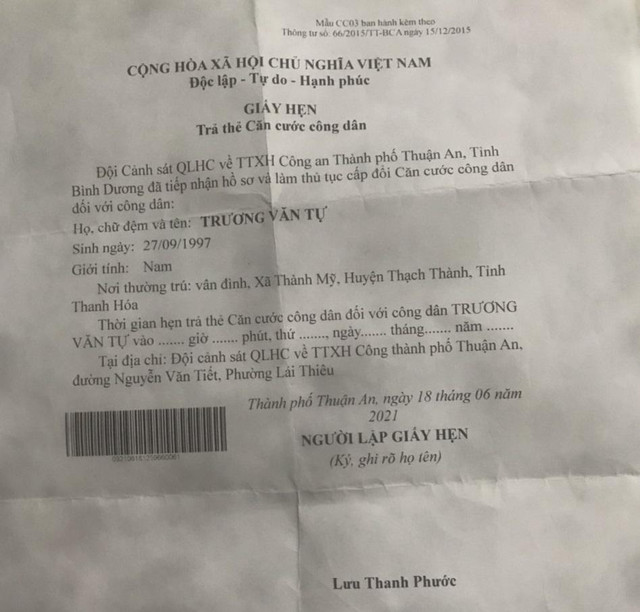 Mẫu CC03 ban hành kèm theo
Thông tư số: 66/2015/TT-BCA ngày 15/12/2015
CỘNG HÒA XÃ HỘI CHỦ NGHĨA VIỆT NAM
Độc lập - Tự do - Hạnh phúc
GIẤY HẸN
Trả thẻ Căn cước công dân
Đội Cảnh sát QLHC về TTXH Công an Thành phố Thuận An, Tỉnh
Bình Dương đã tiếp nhận hồ sơ và làm thủ tục cấp đổi Căn cước công dân
đối với công dân:
Họ, chữ đệm và tên: TRƯƠNG VĂN TỰ
Sinh ngày: 27/09/1997
Giới tính: Nam
Nơi thường trú: vân đình, Xã Thành Mỹ, Huyện Thạch Thành, Tỉnh
Thanh Hóa
Thời gian hẹn trả thẻ Căn cước công dân đối với công dân TRƯƠNG
VĂN TỰ vào ....... giờ ....... phút, thứ ......., ngày....... tháng....... năm .......
Tại địa chỉ: Đội cảnh sát QLHC về TTXH Công thành phố Thuận An,
đường Nguyễn Văn Tiết, Phường Lái Thiêu
Thành phố Thuận An, ngày 18 tháng 06 năm
2021
NGƯỜI LẬP GIẤY HẸN
(Ký, ghi rõ họ tên)
Lưu Thanh Phước